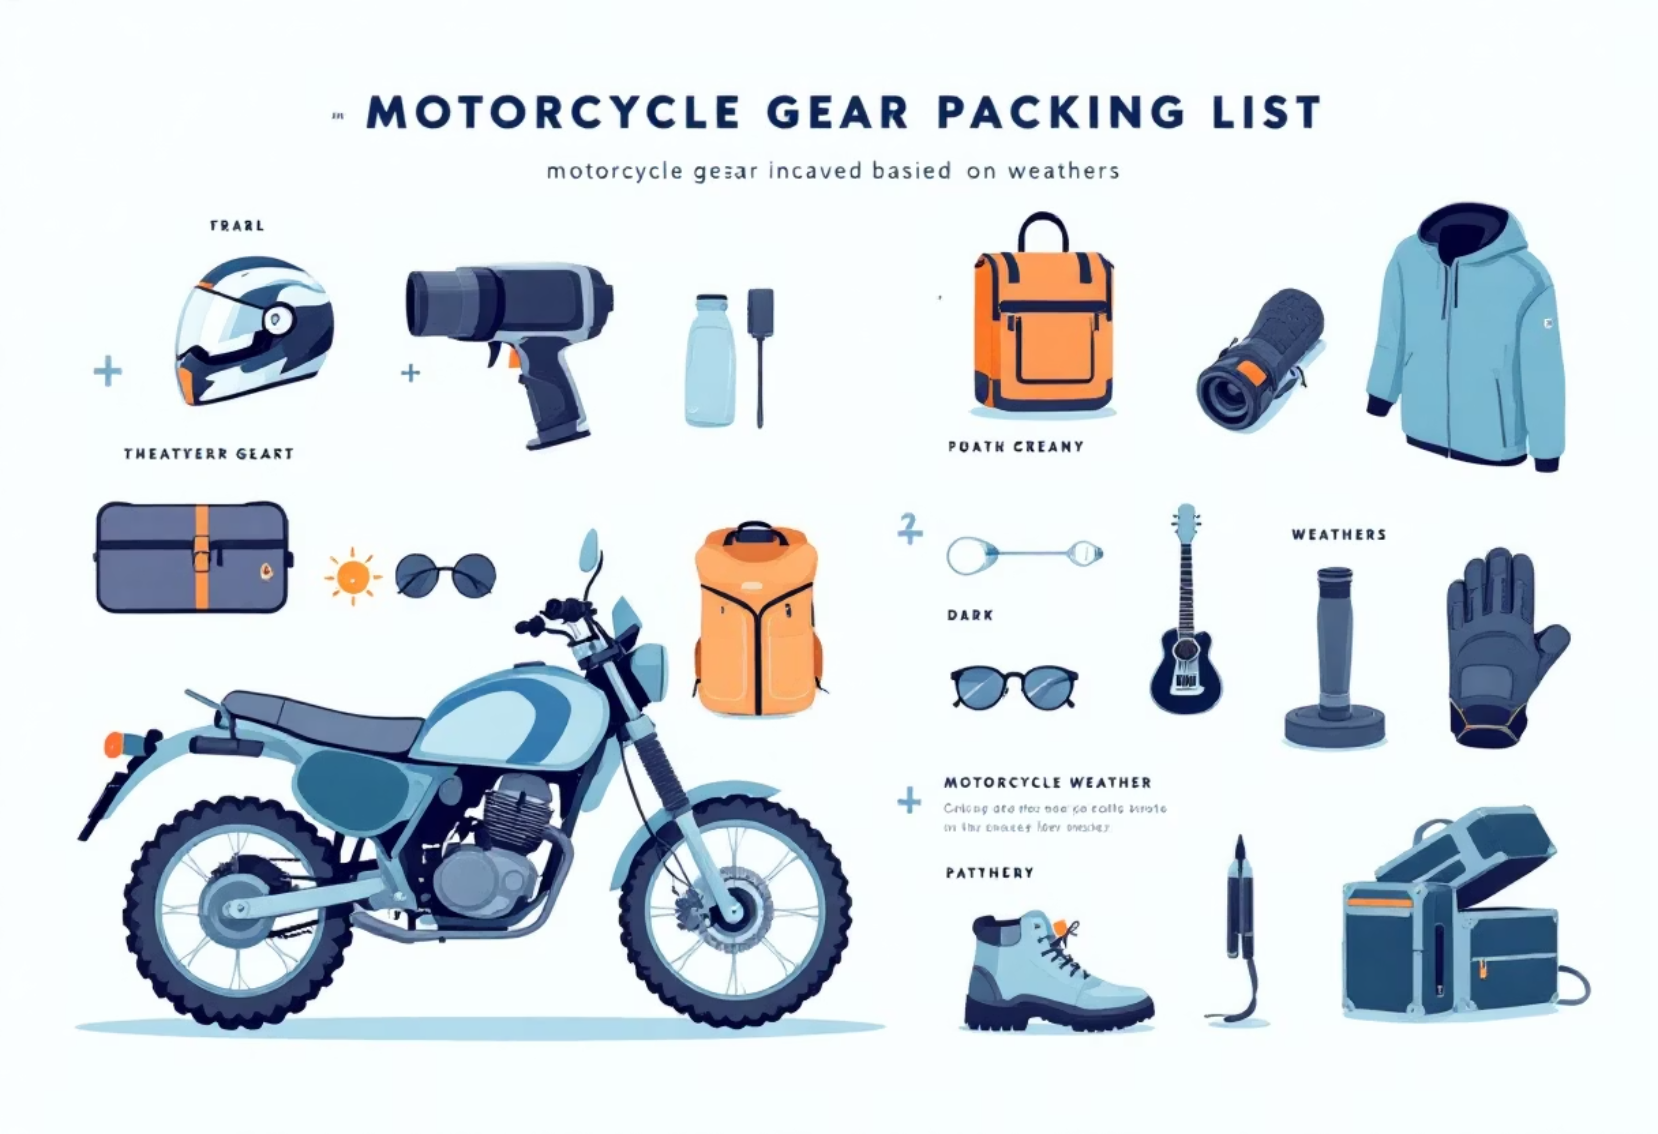 MOTORCYCLE GEAR PACKING LIST
motorcycle gesar incaved basied on weathers
TRARL
THEATYERR GEART
POATH CREANY
WEATHERS
DARK
MOTORCYCLE WEATHER
PATTHERY